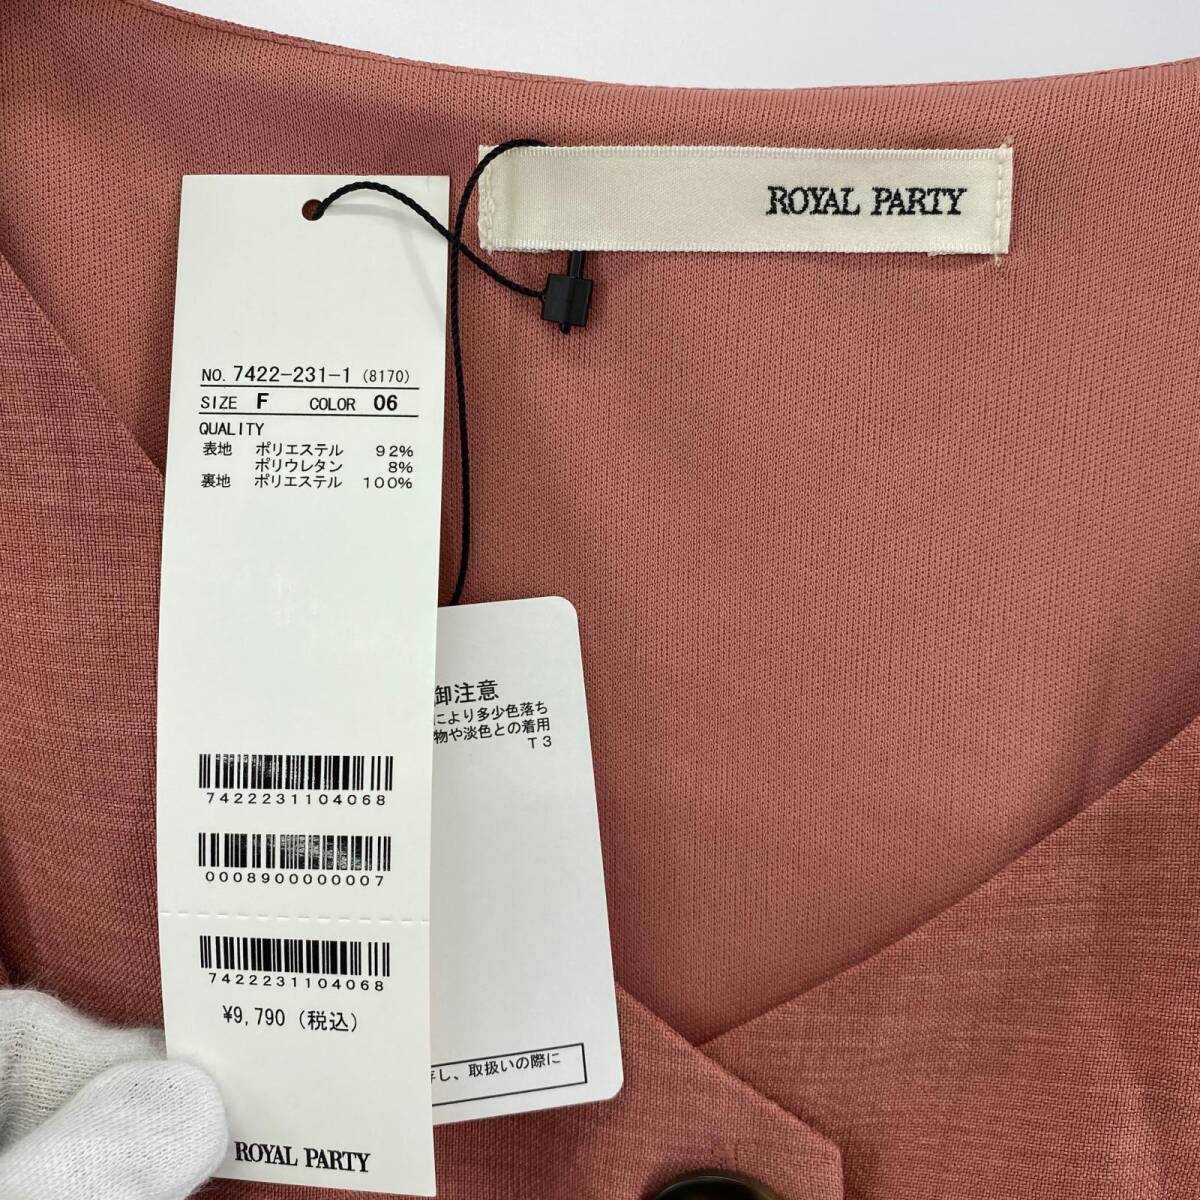 ROYAL PARTY
NO. 7422-231-1 (8170)
SIZE F COLOR 06
QUALITY
表地 ポリエステル 92%
ポリウレタン 8%
裏地 ポリエステル 100%
7422231104068
0008900000007
7422231104068
¥9,790 (税込)
ROYAL PARTY
御注意
により多少色落ち
物や淡色との着用
T3
し、取扱いの際に